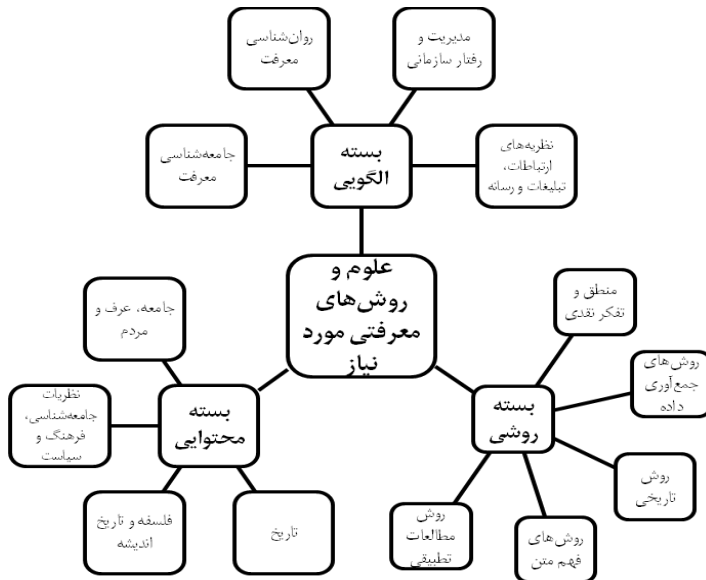 روان‌شناسی
معرفت
مدیریت و
رفتار سازمانی
جامعه‌شناسی
معرفت
بسته
الگویی
نظریه‌های
ارتباطات،
تبلیغات و رسانه
علوم و
روش‌های
معرفتی مورد
نیاز
جامعه، عرف و
مردم
نظریات
جامعه‌شناسی،
فرهنگ و
سیاست
بسته
محتوایی
فلسفه و تاریخ
اندیشه
تاریخ
منطق و
تفکر نقدی
روش‌های
جمع‌آوری
داده
بسته
روشی
روش
تاریخی
روش‌های
فهم متن
روش
مطالعات
تطبیقی